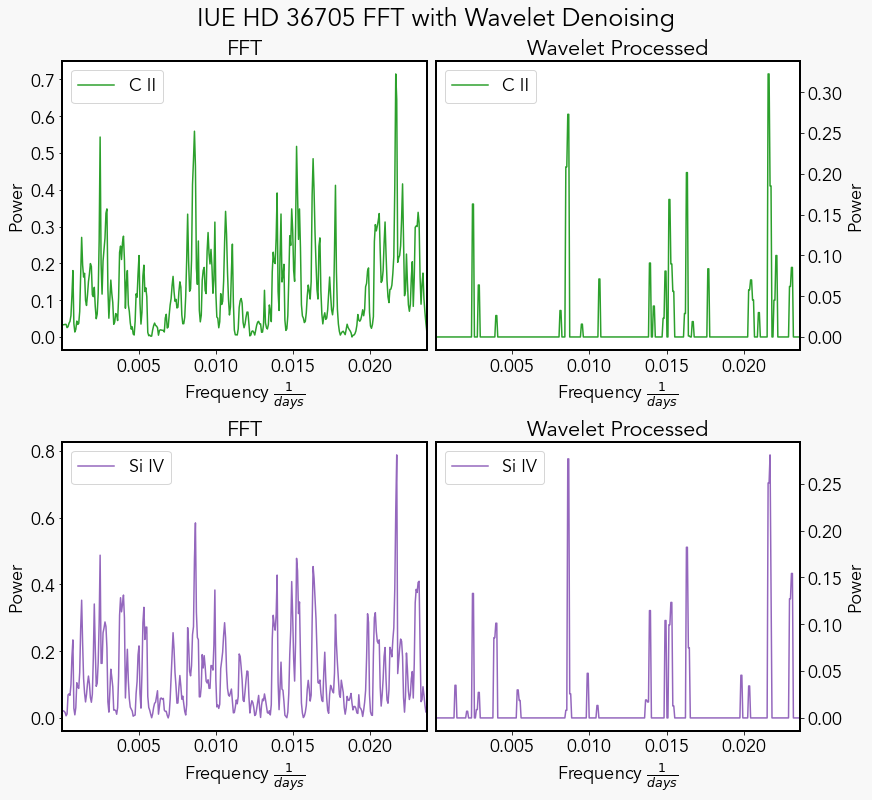 IUE HD 36705 FFT with Wavelet Denoising
FFT
Wavelet Processed
C II
C II
Power
0.7
0.6
0.5
0.4
0.3
0.2
0.1
0.0
0.30
0.25
0.20
0.15
0.10
0.05
0.00
Power
0.005 0.010 0.015 0.020
0.005 0.010 0.015 0.020
Frequency 1/days
Frequency 1/days
FFT
Wavelet Processed
Si IV
Si IV
Power
0.8
0.6
0.4
0.2
0.0
0.25
0.20
0.15
0.10
0.05
0.00
Power
0.005 0.010 0.015 0.020
0.005 0.010 0.015 0.020
Frequency 1/days
Frequency 1/days